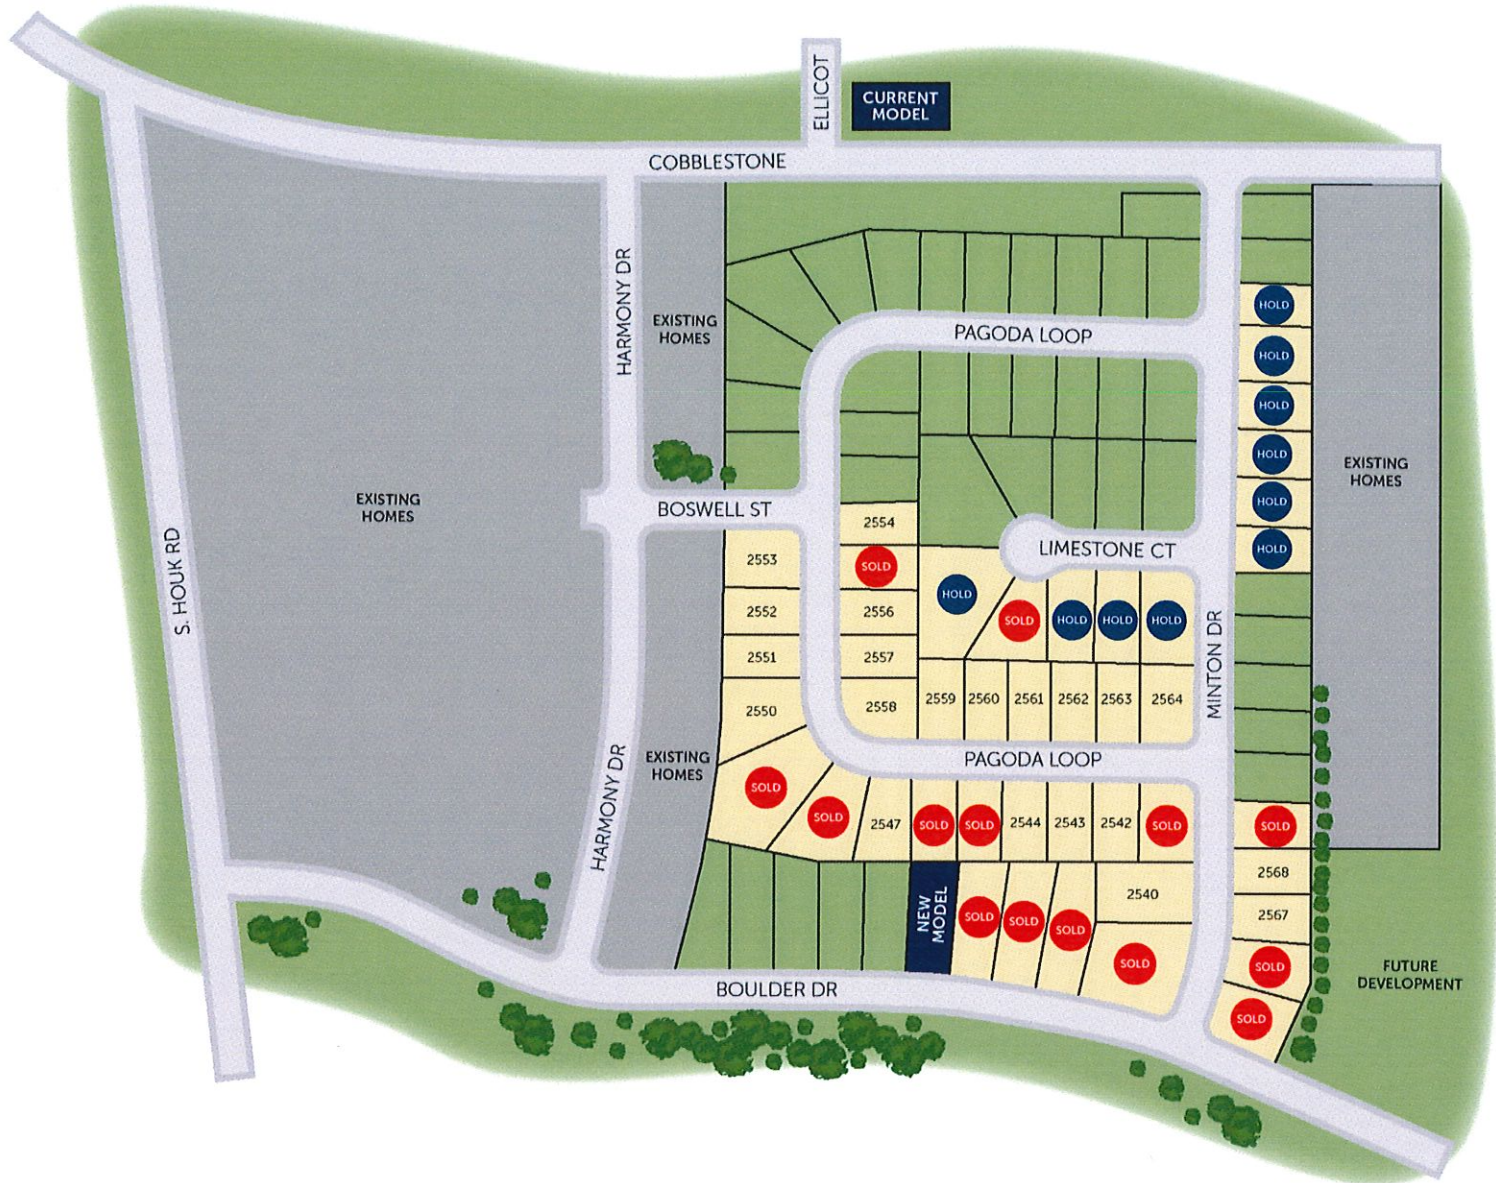 ELLICOT
CURRENT
MODEL
COBBLESTONE
HARMONY DR
EXISTING
HOMES
PAGODA LOOP
HOLD
HOLD
HOLD
HOLD
HOLD
HOLD
EXISTING
HOMES
EXISTING
HOMES
S. HOUK RD
BOSWELL ST
LIMESTONE CT
MINTON DR
2554
2553
SOLD
2552
2556
2551
2557
2550
2558
HOLD
SOLD
HOLD
HOLD
HOLD
2559
2560
2561
2562
2563
2564
HARMONY DR
EXISTING
HOMES
PAGODA LOOP
SOLD
SOLD
2547
SOLD
SOLD
2544
2543
2542
SOLD
SOLD
2568
2567
SOLD
SOLD
NEW
MODEL
SOLD
SOLD
SOLD
2540
SOLD
BOULDER DR
FUTURE
DEVELOPMENT